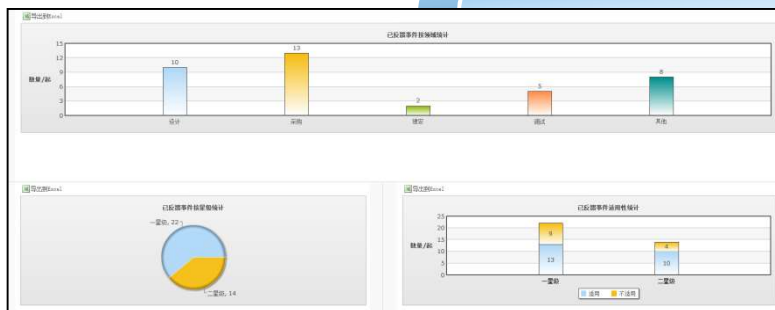 导出到Excel
已反馈事件按领域统计
数量/起
15
12
9
6
3
0
10
13
2
5
8
设计
采购
建安
调试
其他
导出到Excel
已反馈事件按星级统计
一星级, 22
二星级, 14
导出到Excel
已反馈事件适用性统计
数量/起
25
20
15
10
5
0
13
10
4
一星级
二星级
适用
不适用